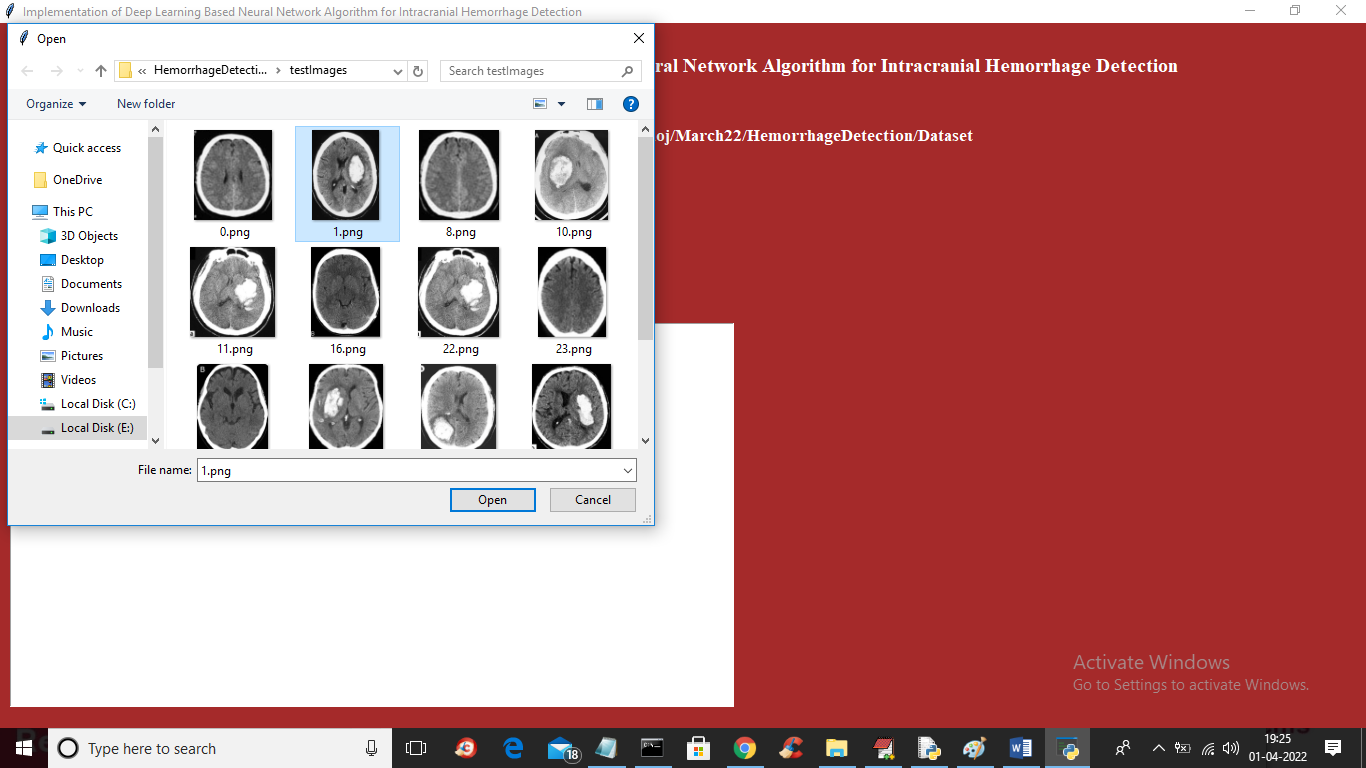 Implementation of Deep Learning Based Neural Network Algorithm for Intracranial Hemorrhage Detection
Open
ral Network Algorithm for Intracranial Hemorrhage Detection
« HemorrhageDetecti... > testImages
Search testImages
Organize
New folder
?
oj/March22/HemorrhageDetection/Dataset
Quick access
OneDrive
This PC
3D Objects
Desktop
Documents
Downloads
Music
Pictures
Videos
Local Disk (C:)
Local Disk (E:)
0.png
1.png
8.png
10.png
11.png
16.png
22.png
23.png
File name:
1.png
Open
Cancel
Activate Windows
Go to Settings to activate Windows.
Type here to search
18
19:25
01-04-2022